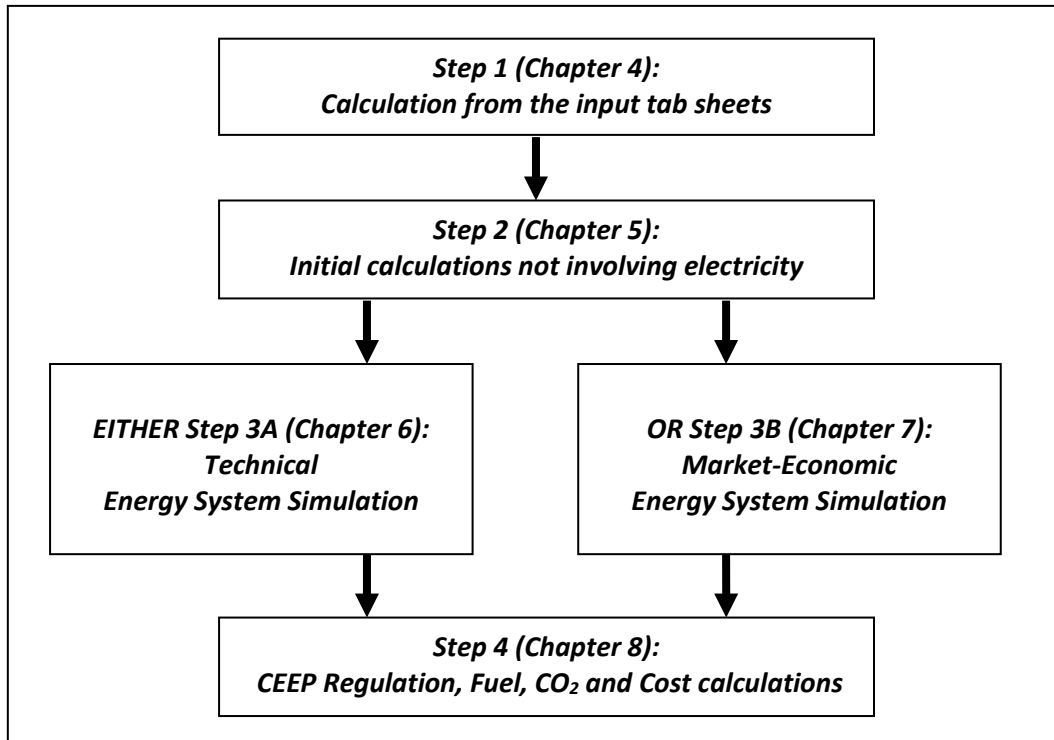 Step 1 (Chapter 4):
Calculation from the input tab sheets
Step 2 (Chapter 5):
Initial calculations not involving electricity
EITHER Step 3A (Chapter 6):
Technical
Energy System Simulation
OR Step 3B (Chapter 7):
Market-Economic
Energy System Simulation
Step 4 (Chapter 8):
CEEP Regulation, Fuel, CO₂ and Cost calculations